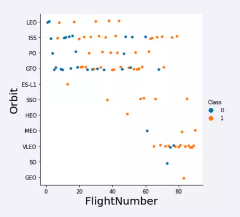 LEO
ISS
PO
GTO
ES-L1
SSO
HEO
MEO
VLEO
SO
GEO
Orbit
0 20 40 60 80
FlightNumber
Class
0
1